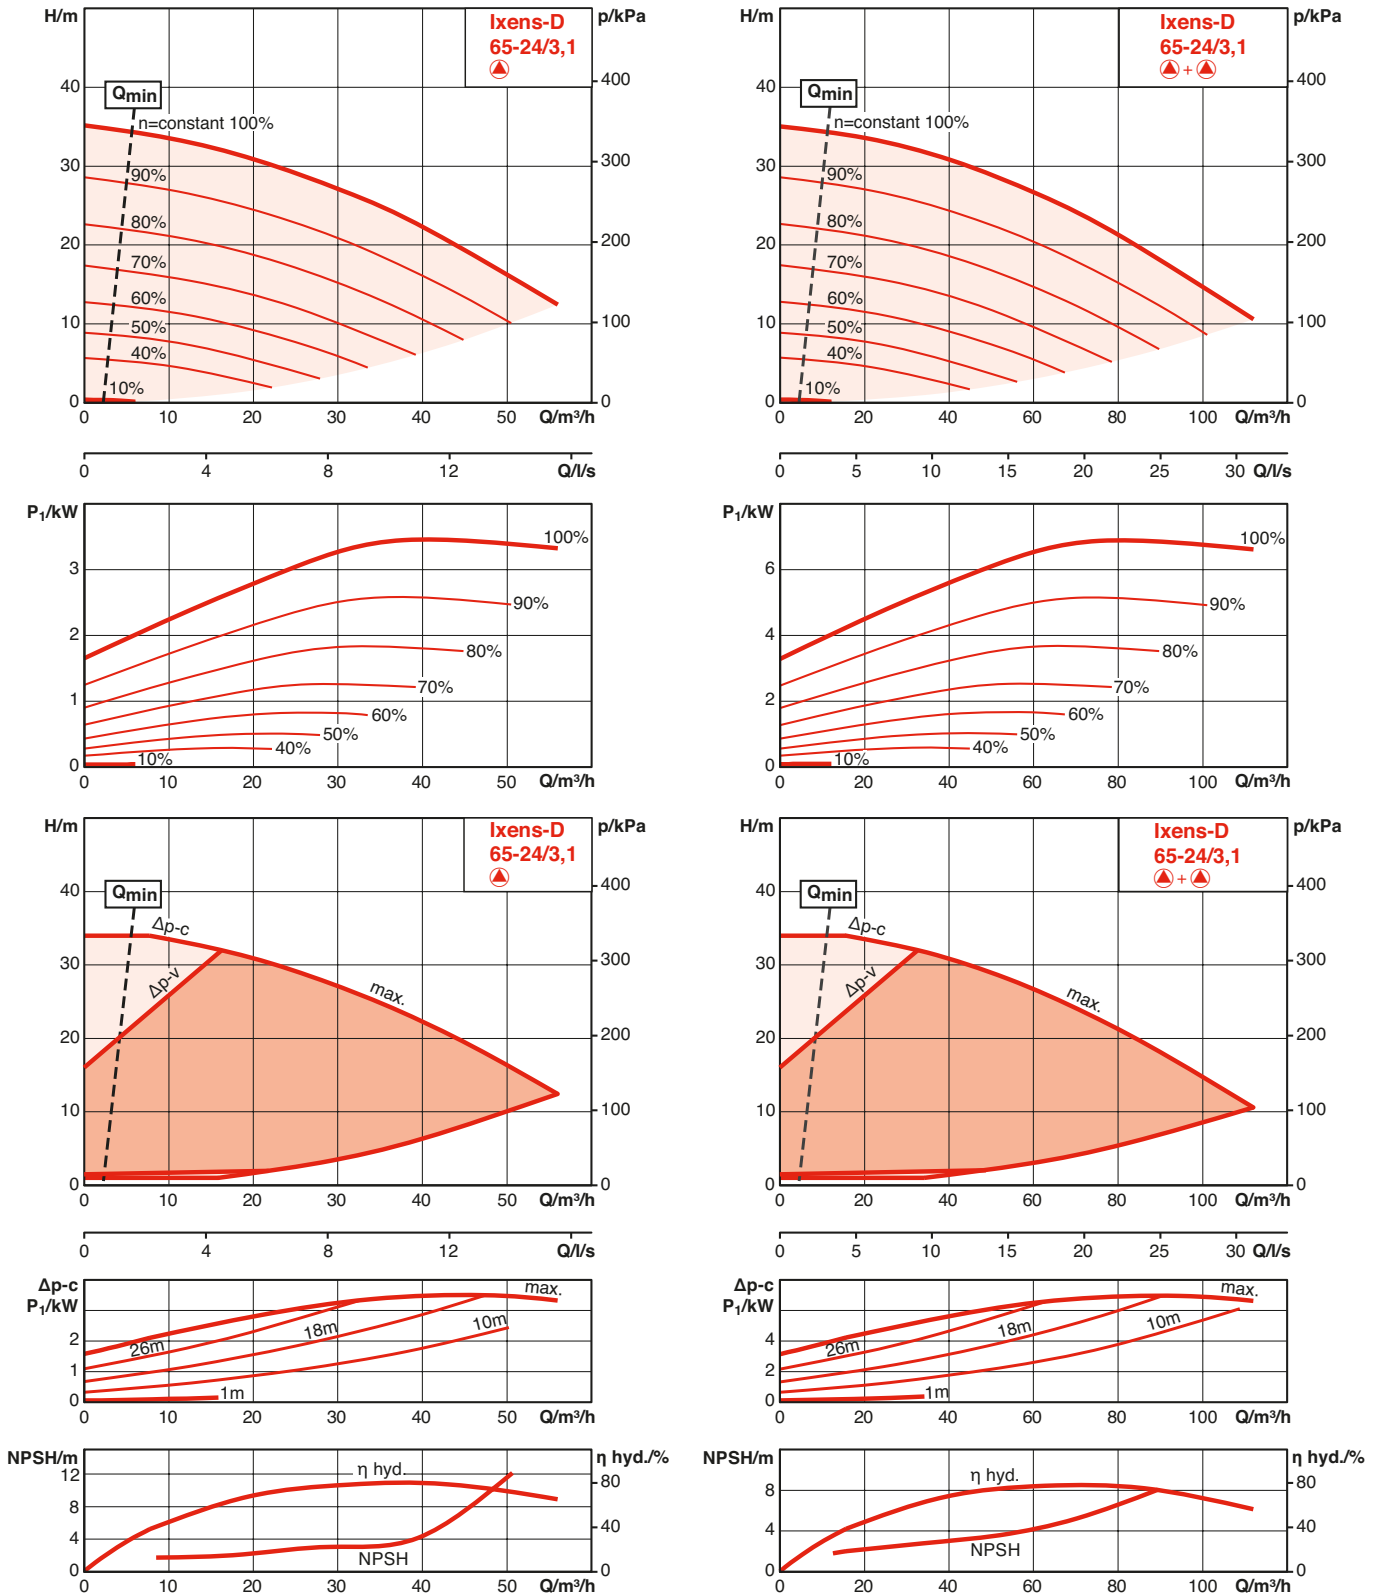 H/m
p/kPa
Ixens-D
65-24/3,1
Qmin
n=constant 100%
90%
80%
70%
60%
50%
40%
10%
40
30
20
10
0
400
300
200
100
0
0 10 20 30 40 50 Q/m³/h
0 4 8 12 Q/l/s
P1/kW
3
2
1
0
100%
90%
80%
70%
60%
50%
40%
10%
0 10 20 30 40 50 Q/m³/h
H/m
p/kPa
Ixens-D
65-24/3,1
Qmin
Δp-c
Δp-v
max.
40
30
20
10
0
400
300
200
100
0
0 10 20 30 40 50 Q/m³/h
0 4 8 12 Q/l/s
Δp-c
P1/kW
2
1
0
max.
26m
18m
10m
1m
0 10 20 30 40 50 Q/m³/h
NPSH/m
η hyd./%
12
8
4
0
80
40
0
η hyd.
NPSH
0 10 20 30 40 50 Q/m³/h
H/m
p/kPa
Ixens-D
65-24/3,1
+
Qmin
n=constant 100%
90%
80%
70%
60%
50%
40%
10%
40
30
20
10
0
400
300
200
100
0
0 20 40 60 80 100 Q/m³/h
0 5 10 15 20 25 30 Q/l/s
P1/kW
6
4
2
0
100%
90%
80%
70%
60%
50%
40%
10%
0 20 40 60 80 100 Q/m³/h
H/m
p/kPa
Ixens-D
65-24/3,1
+
Qmin
Δp-c
Δp-v
max.
40
30
20
10
0
400
300
200
100
0
0 20 40 60 80 100 Q/m³/h
0 5 10 15 20 25 30 Q/l/s
Δp-c
P1/kW
4
2
0
max.
26m
18m
10m
1m
0 20 40 60 80 100 Q/m³/h
NPSH/m
η hyd./%
8
4
0
80
40
0
η hyd.
NPSH
0 20 40 60 80 100 Q/m³/h